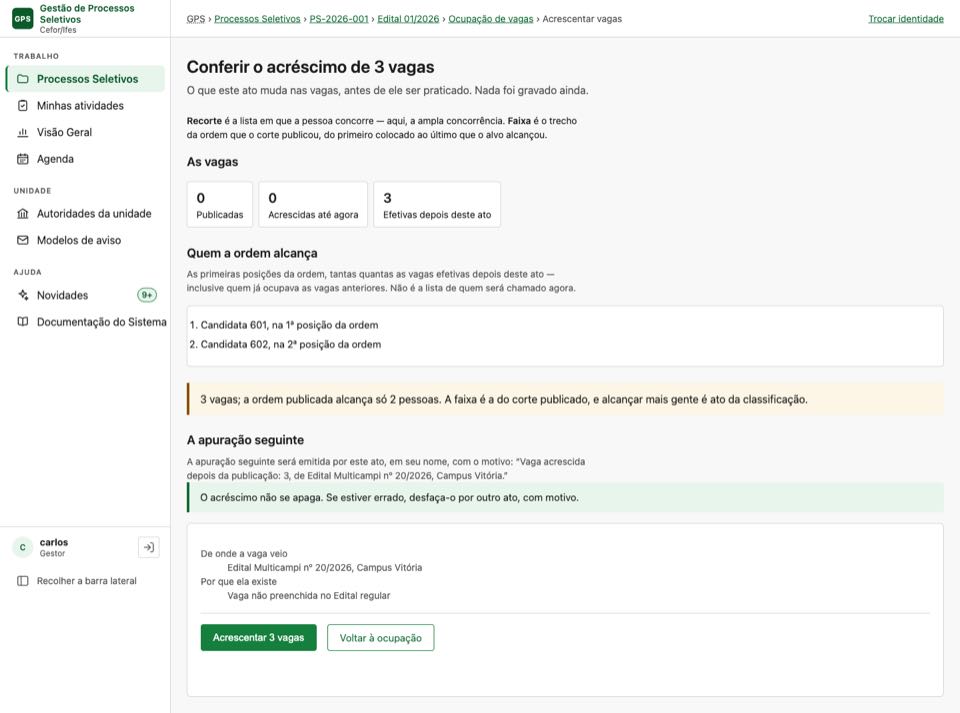 GPS
Gestão de Processos
Seletivos
Cefor/Ifes
GPS › Processos Seletivos › PS-2026-001 › Edital 01/2026 › Ocupação de vagas › Acrescentar vagas
Trocar identidade
TRABALHO
Processos Seletivos
Minhas atividades
Visão Geral
Agenda
UNIDADE
Autoridades da unidade
Modelos de aviso
AJUDA
Novidades
9+
Documentação do Sistema
C
carlos
Gestor
Recolher a barra lateral
Conferir o acréscimo de 3 vagas
O que este ato muda nas vagas, antes de ele ser praticado. Nada foi gravado ainda.
Recorte é a lista em que a pessoa concorre — aqui, a ampla concorrência. Faixa é o trecho
da ordem que o corte publicou, do primeiro colocado ao último que o alvo alcançou.
As vagas
0
Publicadas
0
Acrescidas até agora
3
Efetivas depois deste ato
Quem a ordem alcança
As primeiras posições da ordem, tantas quantas as vagas efetivas depois deste ato —
inclusive quem já ocupava as vagas anteriores. Não é a lista de quem será chamado agora.
1. Candidata 601, na 1ª posição da ordem
2. Candidata 602, na 2ª posição da ordem
3 vagas; a ordem publicada alcança só 2 pessoas. A faixa é a do corte publicado, e alcançar mais gente é ato da classificação.
A apuração seguinte
A apuração seguinte será emitida por este ato, em seu nome, com o motivo: "Vaga acrescida
depois da publicação: 3, de Edital Multicampi nº 20/2026, Campus Vitória."
O acréscimo não se apaga. Se estiver errado, desfaça-o por outro ato, com motivo.
De onde a vaga veio
Edital Multicampi nº 20/2026, Campus Vitória
Por que ela existe
Vaga não preenchida no Edital regular
Acrescentar 3 vagas
Voltar à ocupação